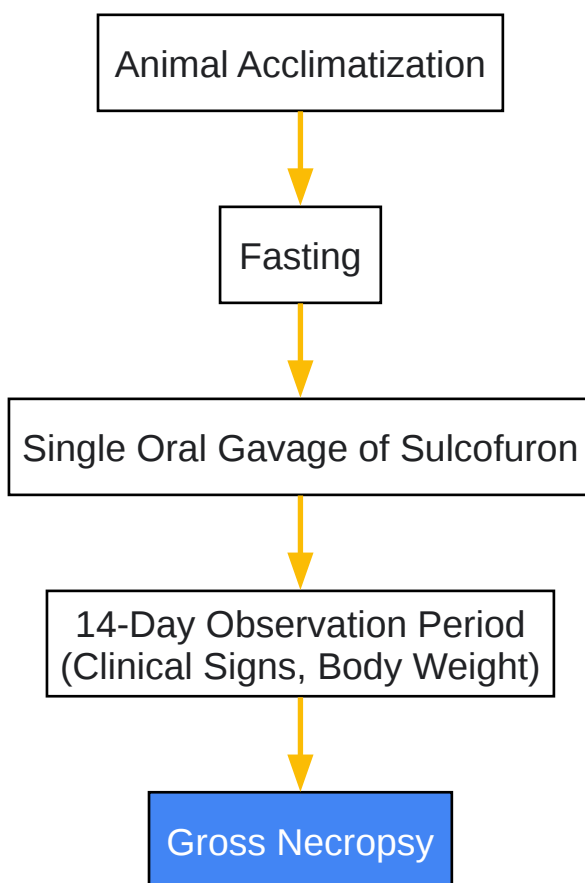 Animal Acclimatization
Fasting
Single Oral Gavage of Sulcofuron
14-Day Observation Period
(Clinical Signs, Body Weight)
Gross Necropsy